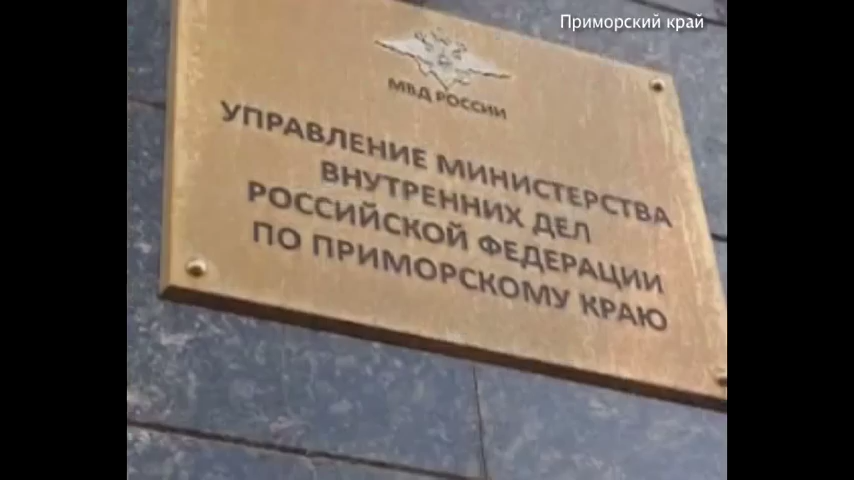 Приморский край
МВД РОССИИ
УПРАВЛЕНИЕ МИНИСТЕРСТВА
ВНУТРЕННИХ ДЕЛ
РОССИЙСКОЙ ФЕДЕРАЦИИ
ПО ПРИМОРСКОМУ КРАЮ